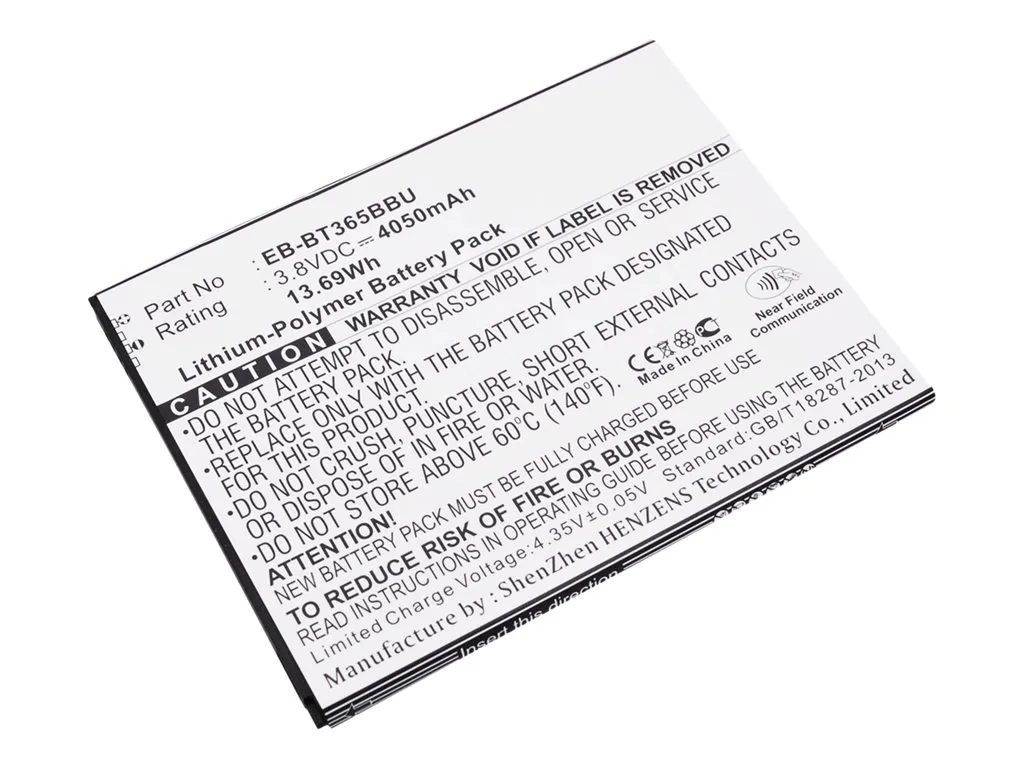 Part No : EB-BT365BBU
Rating : 3.8VDC ⎓ 4050mAh
13.69Wh
Lithium-Polymer Battery Pack
CAUTION WARRANTY VOID IF LABEL IS REMOVED
•DO NOT ATTEMPT TO DISASSEMBLE, OPEN OR SERVICE
THE BATTERY PACK.
•REPLACE ONLY WITH THE BATTERY PACK DESIGNATED
FOR THIS PRODUCT.
•DO NOT CRUSH, PUNCTURE, SHORT EXTERNAL CONTACTS
OR DISPOSE OF IN FIRE OR WATER.
•DO NOT STORE ABOVE 60℃ (140℉).
Near Field
Communication
CE
Made in China
ATTENTION!
NEW BATTERY PACK MUST BE FULLY CHARGED BEFORE USE
TO REDUCE RISK OF FIRE OR BURNS
READ INSTRUCTIONS IN OPERATING GUIDE BEFORE USING BATTERY
Limited Charge Voltage: 4.35V±0.05V Standard:GB/T18287-2013
Manufacture by : ShenZhen HENZENS Technology Co., Limited
Insert this direction